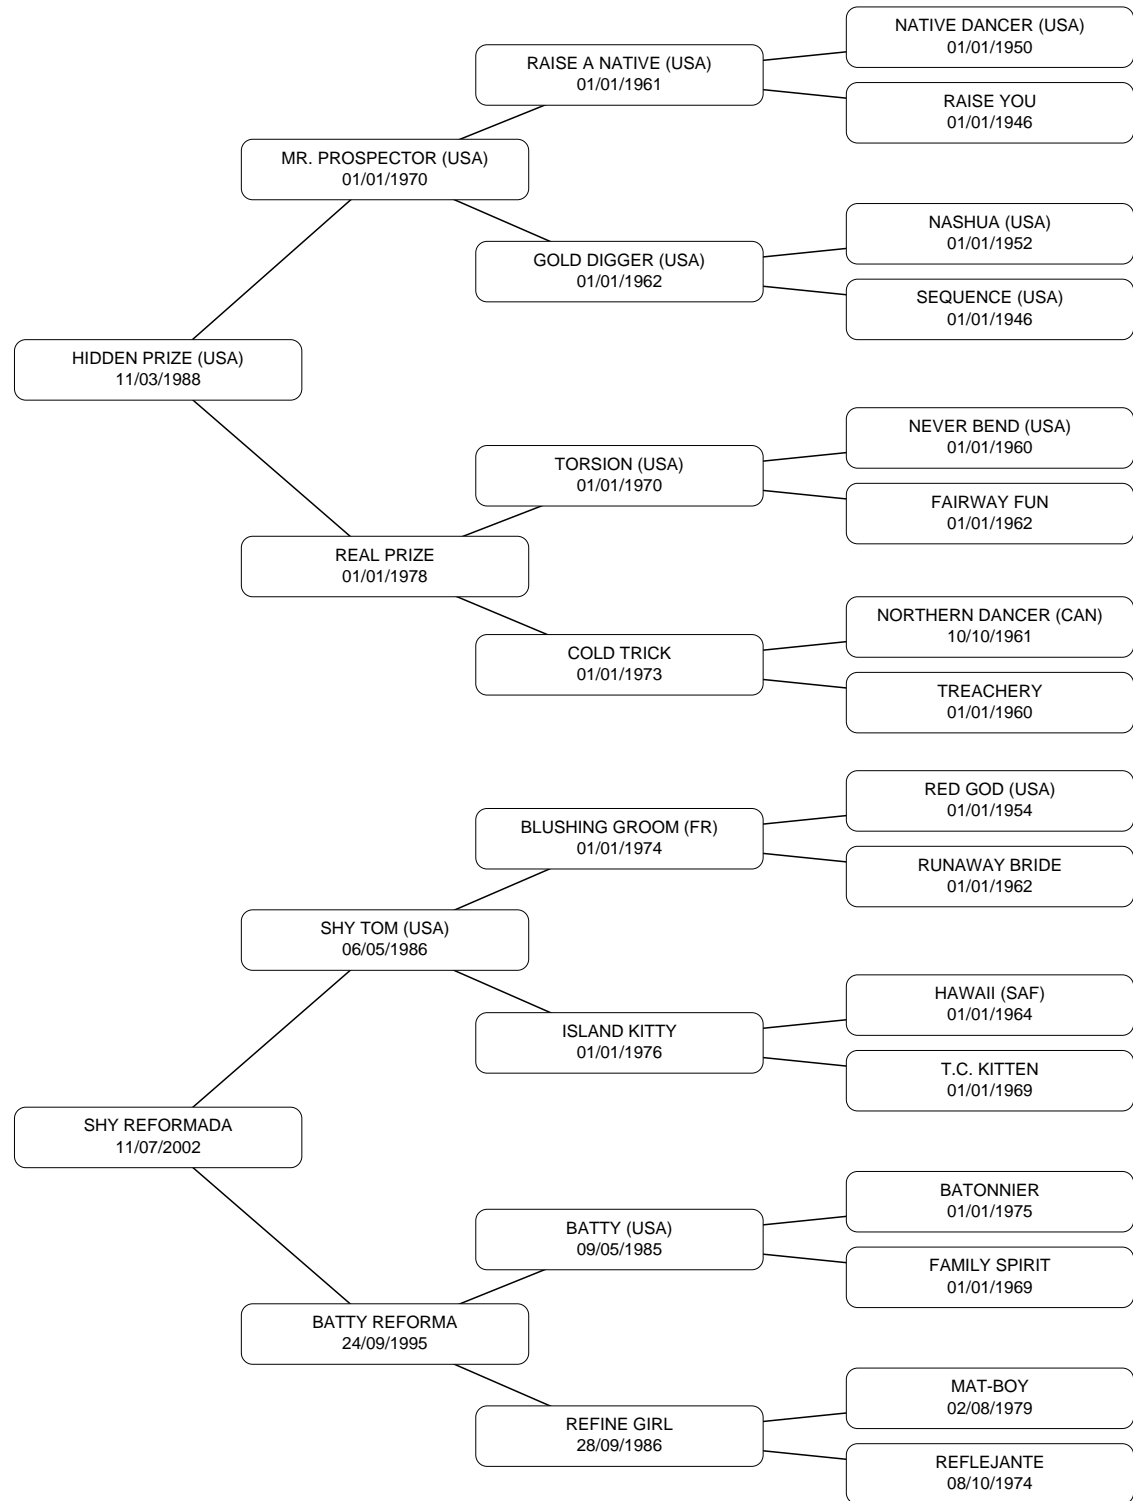 NATIVE DANCER (USA)
01/01/1950
RAISE A NATIVE (USA)
01/01/1961
RAISE YOU
01/01/1946
MR. PROSPECTOR (USA)
01/01/1970
NASHUA (USA)
01/01/1952
GOLD DIGGER (USA)
01/01/1962
SEQUENCE (USA)
01/01/1946
HIDDEN PRIZE (USA)
11/03/1988
NEVER BEND (USA)
01/01/1960
TORSION (USA)
01/01/1970
FAIRWAY FUN
01/01/1962
REAL PRIZE
01/01/1978
NORTHERN DANCER (CAN)
10/10/1961
COLD TRICK
01/01/1973
TREACHERY
01/01/1960
RED GOD (USA)
01/01/1954
BLUSHING GROOM (FR)
01/01/1974
RUNAWAY BRIDE
01/01/1962
SHY TOM (USA)
06/05/1986
HAWAII (SAF)
01/01/1964
ISLAND KITTY
01/01/1976
T.C. KITTEN
01/01/1969
SHY REFORMADA
11/07/2002
BATONNIER
01/01/1975
BATTY (USA)
09/05/1985
FAMILY SPIRIT
01/01/1969
BATTY REFORMA
24/09/1995
MAT-BOY
02/08/1979
REFINE GIRL
28/09/1986
REFLEJANTE
08/10/1974